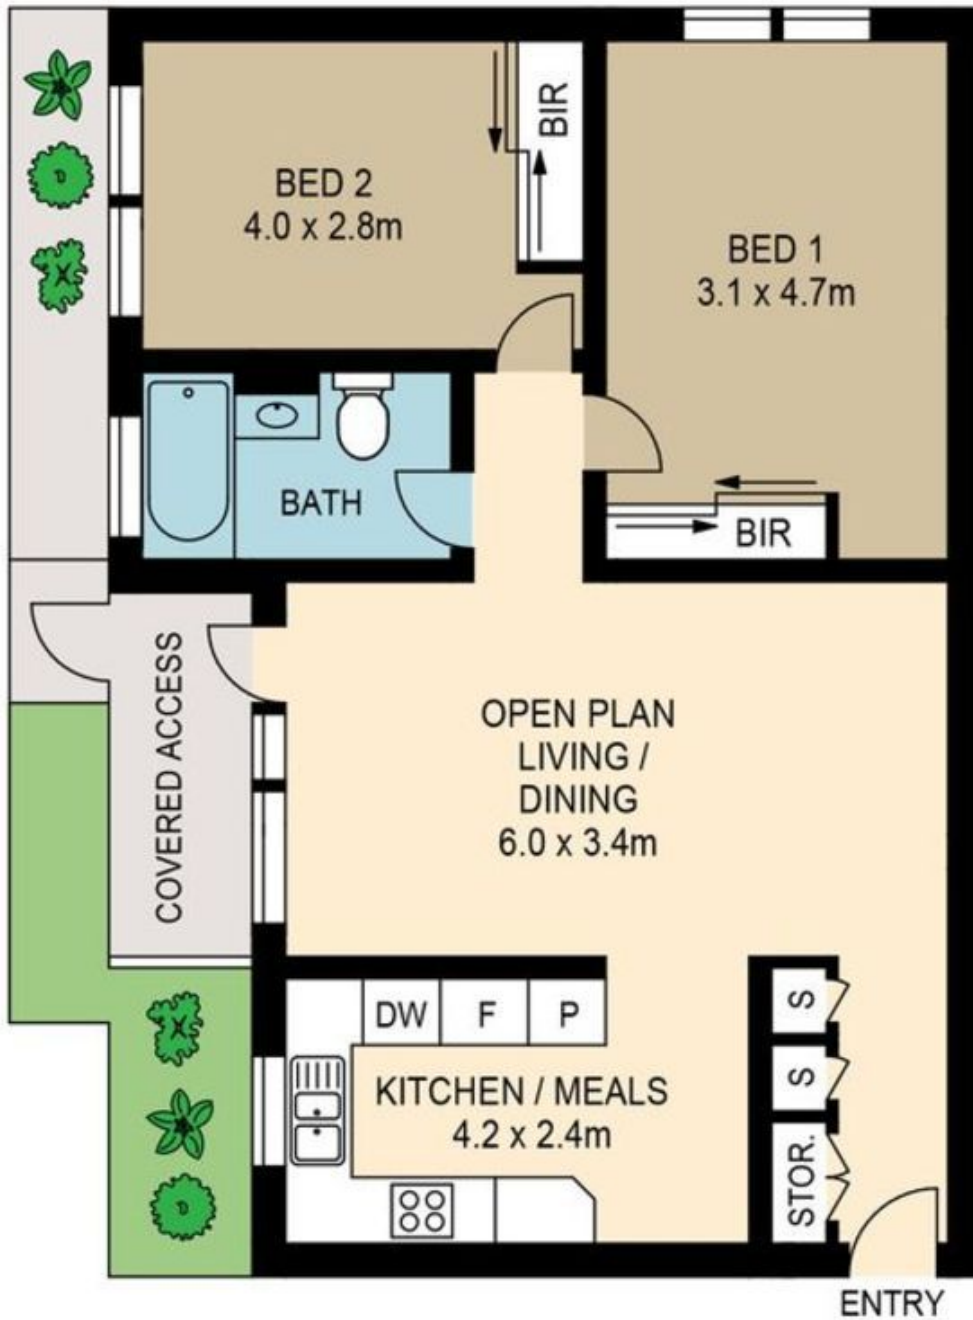 BED 2
4.0 x 2.8m
BIR
BED 1
3.1 x 4.7m
BATH
BIR
COVERED ACCESS
OPEN PLAN
LIVING /
DINING
6.0 x 3.4m
DW F P
S
KITCHEN / MEALS
4.2 x 2.4m
S
STOR.
ENTRY